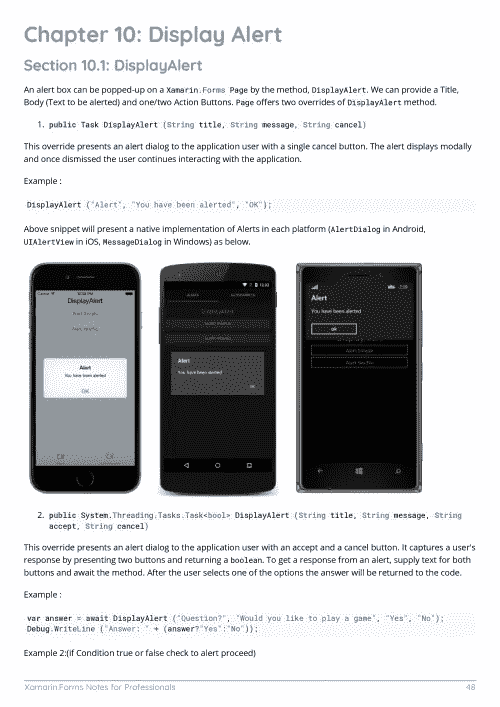 Chapter 10: Display Alert
Section 10.1: DisplayAlert
An alert box can be popped-up on a Xamarin.Forms Page by the method, DisplayAlert. We can provide a Title,
Body (Text to be alerted) and one/two Action Buttons. Page offers two overrides of DisplayAlert method.
1. public Task DisplayAlert (String title, String message, String cancel)
This override presents an alert dialog to the application user with a single cancel button. The alert displays modally
and once dismissed the user continues interacting with the application.
Example :
DisplayAlert ("Alert", "You have been alerted", "OK");
Above snippet will present a native implementation of Alerts in each platform (AlertDialog in Android,
UIAlertView in iOS, MessageDialog in Windows) as below.
DisplayAlert
Alert
You have been alerted
OK
Alert
You have been alerted
OK
Alert
You have been alerted
OK
2. public System.Threading.Tasks.Task<bool> DisplayAlert (String title, String message, String
accept, String cancel)
This override presents an alert dialog to the application user with an accept and a cancel button. It captures a user's
response by presenting two buttons and returning a boolean. To get a response from an alert, supply text for both
buttons and await the method. After the user selects one of the options the answer will be returned to the code.
Example :
var answer = await DisplayAlert ("Question?", "Would you like to play a game", "Yes", "No");
Debug.WriteLine ("Answer: " + (answer?"Yes":"No"));
Example 2:(if Condition true or false check to alert proceed)
Xamarin.Forms Notes for Professionals
48